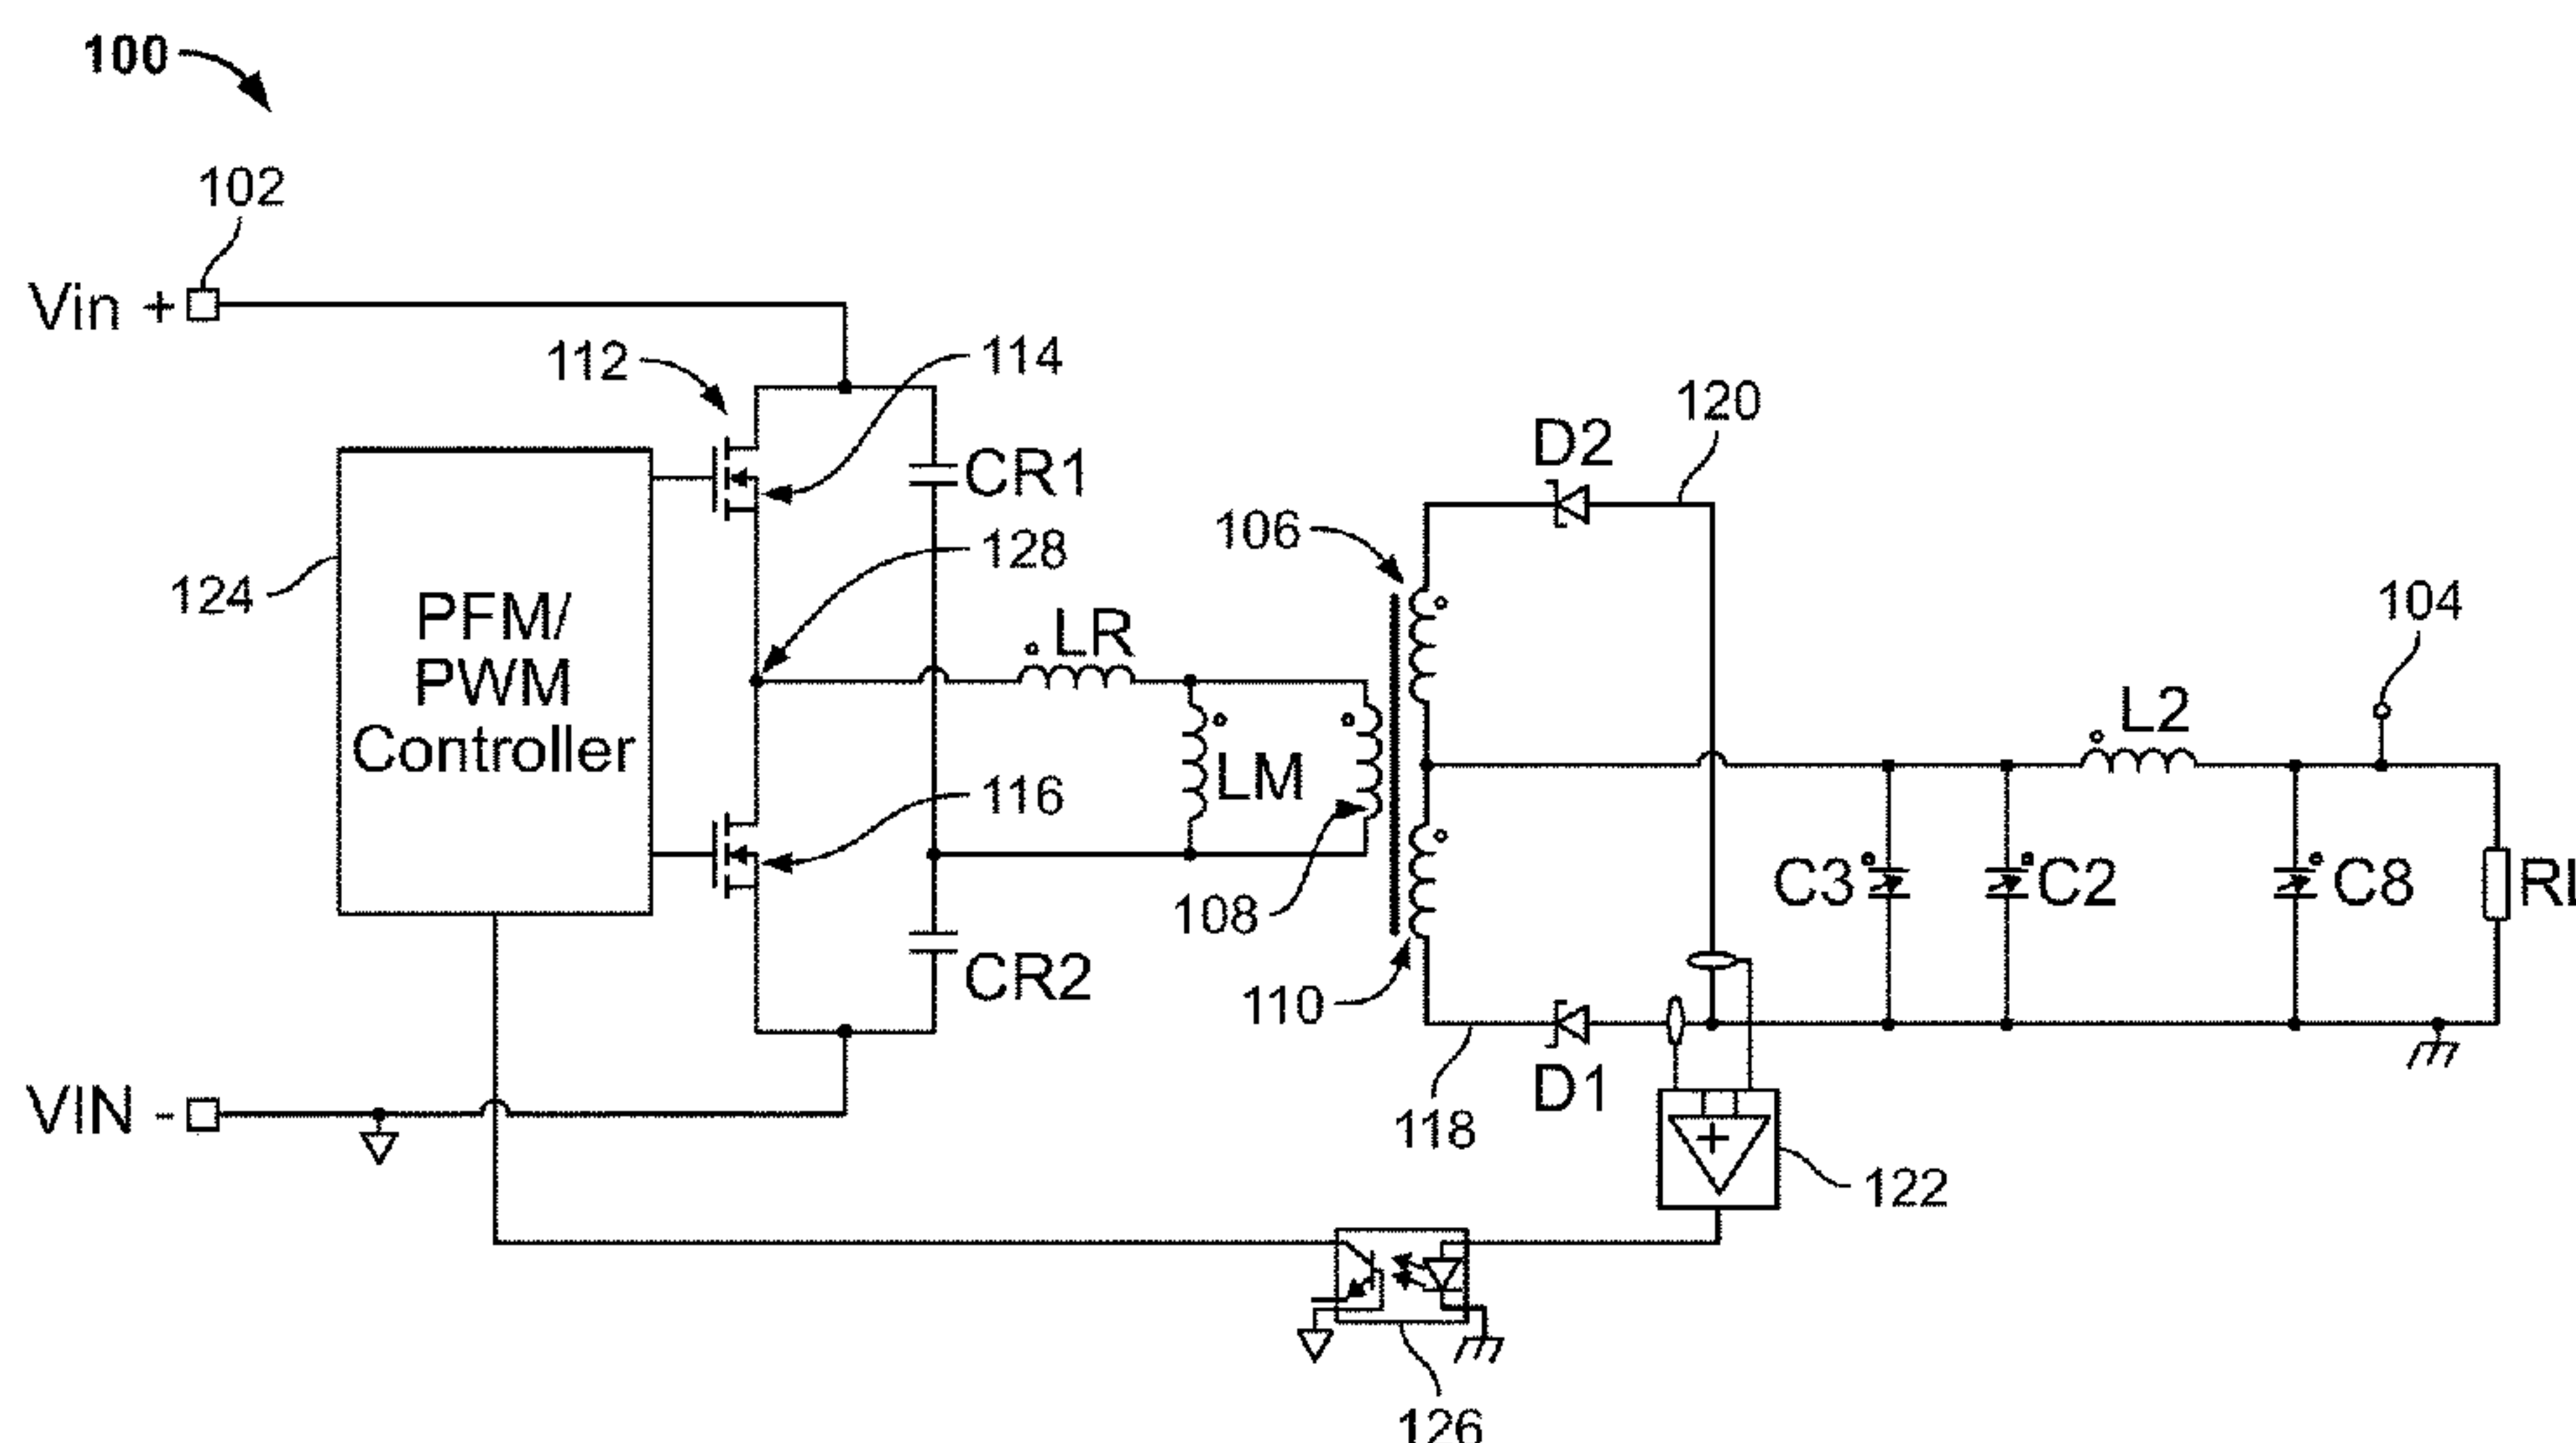 100
102
Vin +
112
114
120
D2
CR1
106
128
124
PFM/
PWM
Controller
LR
104
L2
LM
116
C3
C2
C8
108
CR2
110
118
D1
VIN -
+
122
126